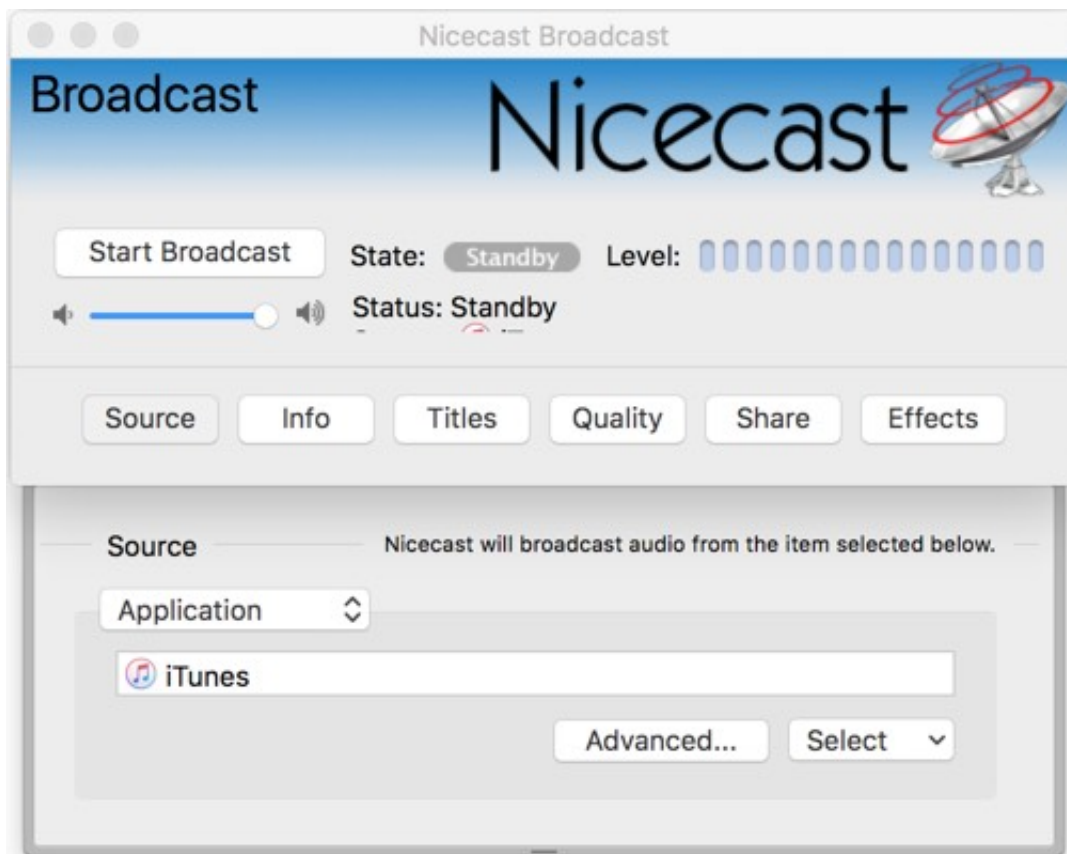 Nicecast Broadcast
Broadcast
Nicecast
Start Broadcast
State: Standby
Level:
Status: Standby
Source Info Titles Quality Share Effects
Source
Nicecast will broadcast audio from the item selected below.
Application
iTunes
Advanced... Select